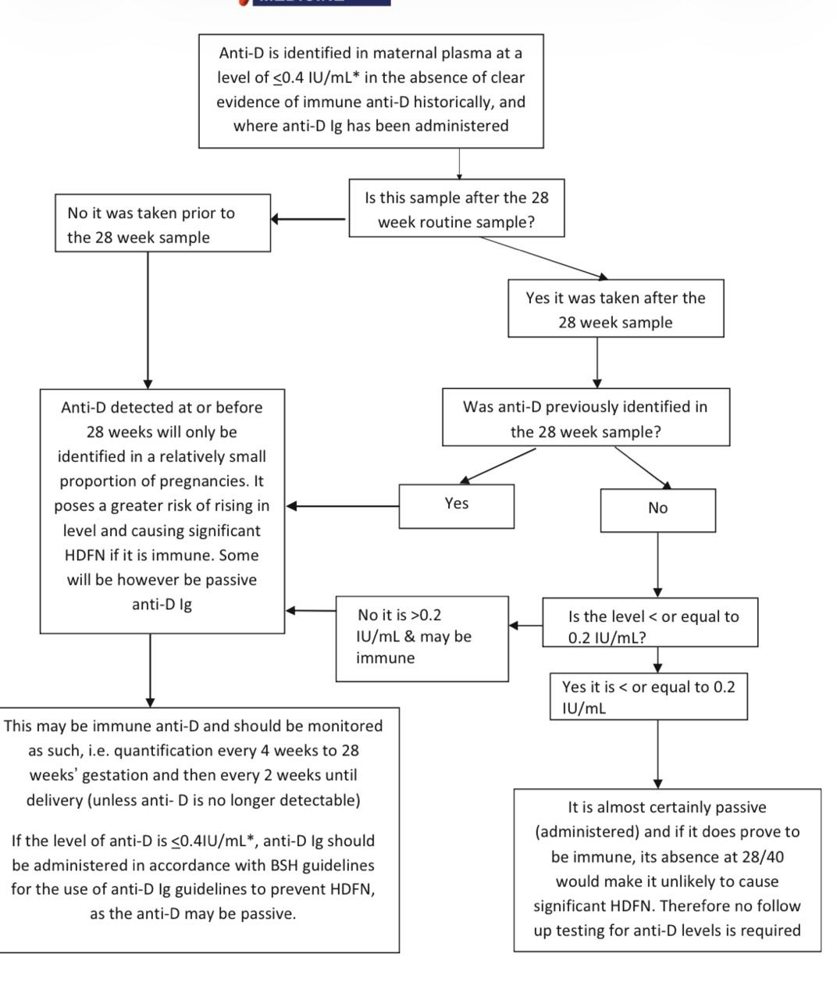 Anti-D is identified in maternal plasma at a
level of ≤0.4 IU/mL* in the absence of clear
evidence of immune anti-D historically, and
where anti-D Ig has been administered
Is this sample after the 28
week routine sample?
No it was taken prior to
the 28 week sample
Yes it was taken after the
28 week sample
Was anti-D previously identified in
the 28 week sample?
Anti-D detected at or before
28 weeks will only be
identified in a relatively small
proportion of pregnancies. It
poses a greater risk of rising in
level and causing significant
HDFN if it is immune. Some
will be however be passive
anti-D Ig
Yes
No
Is the level < or equal to
0.2 IU/mL?
No it is >0.2
IU/mL & may be
immune
Yes it is < or equal to 0.2
IU/mL
This may be immune anti-D and should be monitored
as such, i.e. quantification every 4 weeks to 28
weeks’ gestation and then every 2 weeks until
delivery (unless anti- D is no longer detectable)
If the level of anti-D is ≤0.4IU/mL*, anti-D Ig should
be administered in accordance with BSH guidelines
for the use of anti-D Ig guidelines to prevent HDFN,
as the anti-D may be passive.
It is almost certainly passive
(administered) and if it does prove to
be immune, its absence at 28/40
would make it unlikely to cause
significant HDFN. Therefore no follow
up testing for anti-D levels is required